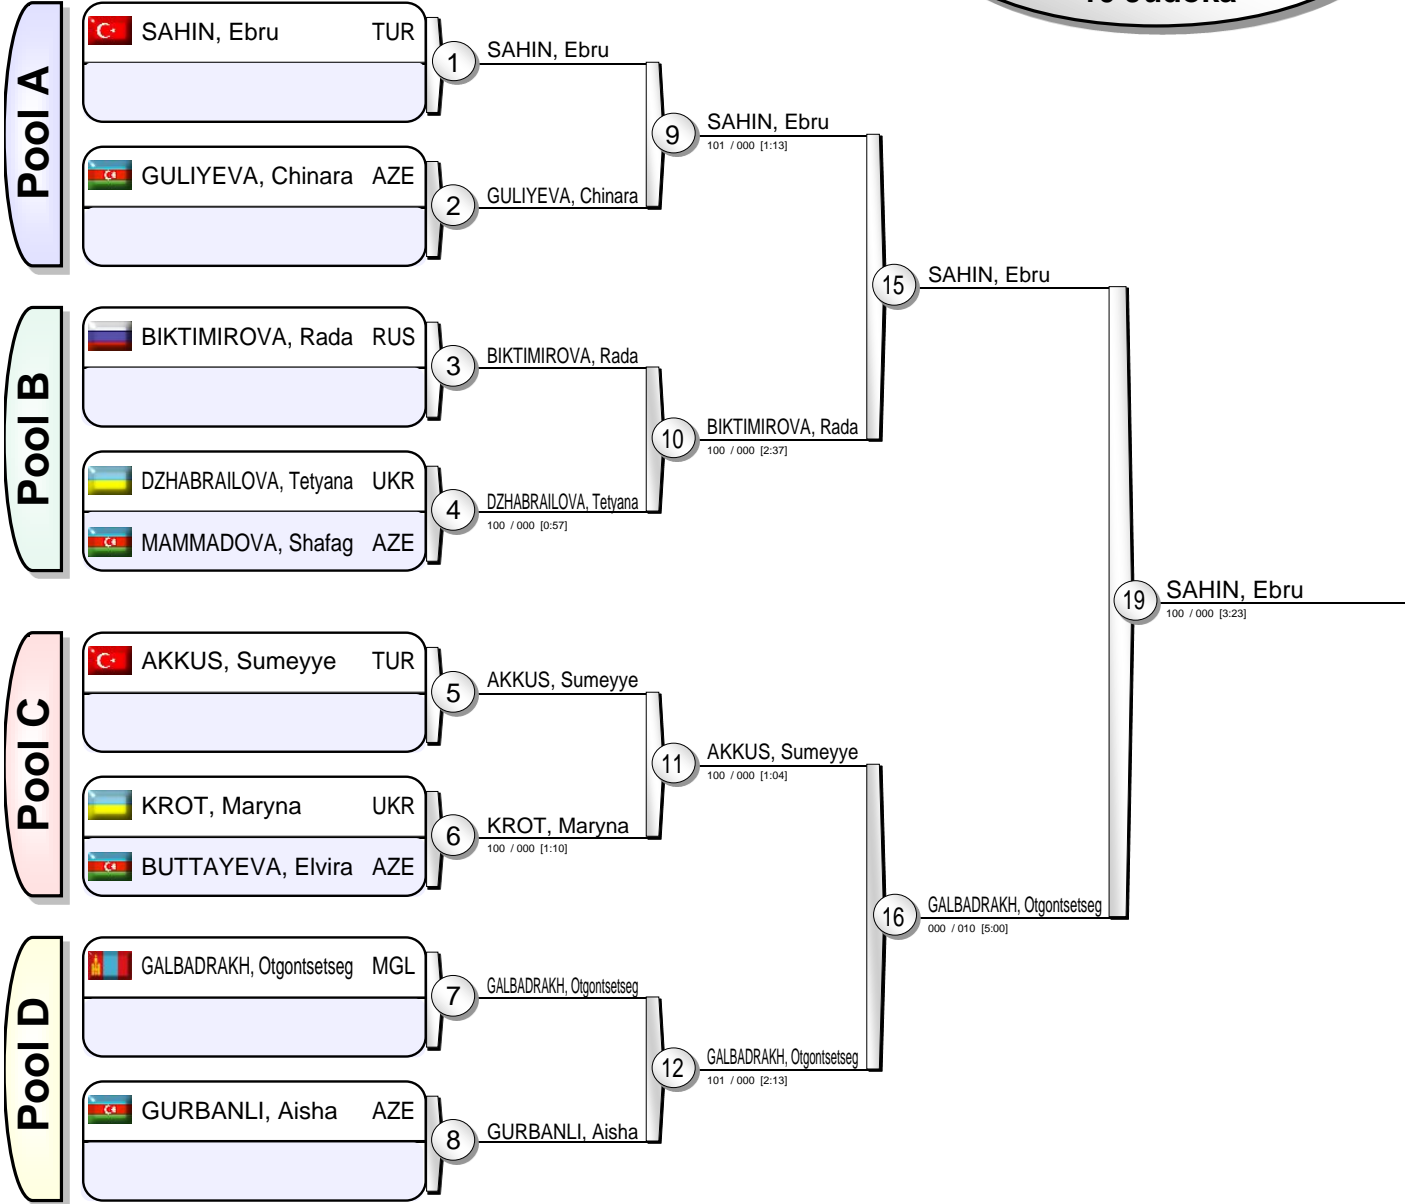 10 Judoka
Pool A
SAHIN, Ebru TUR
1
SAHIN, Ebru
GULIYEVA, Chinara AZE
2
GULIYEVA, Chinara
9
SAHIN, Ebru
101 / 000 [1:13]
Pool B
BIKTIMIROVA, Rada RUS
3
BIKTIMIROVA, Rada
DZHABRAILOVA, Tetyana UKR
MAMMADOVA, Shafag AZE
4
DZHABRAILOVA, Tetyana
100 / 000 [0:57]
10
BIKTIMIROVA, Rada
100 / 000 [2:37]
15
SAHIN, Ebru
Pool C
AKKUS, Sumeyye TUR
5
AKKUS, Sumeyye
KROT, Maryna UKR
BUTTAYEVA, Elvira AZE
6
KROT, Maryna
100 / 000 [1:10]
11
AKKUS, Sumeyye
100 / 000 [1:04]
Pool D
GALBADRAKH, Otgontsetseg MGL
7
GALBADRAKH, Otgontsetseg
GURBANLI, Aisha AZE
8
GURBANLI, Aisha
12
GALBADRAKH, Otgontsetseg
101 / 000 [2:13]
16
GALBADRAKH, Otgontsetseg
000 / 010 [5:00]
19
SAHIN, Ebru
100 / 000 [3:23]